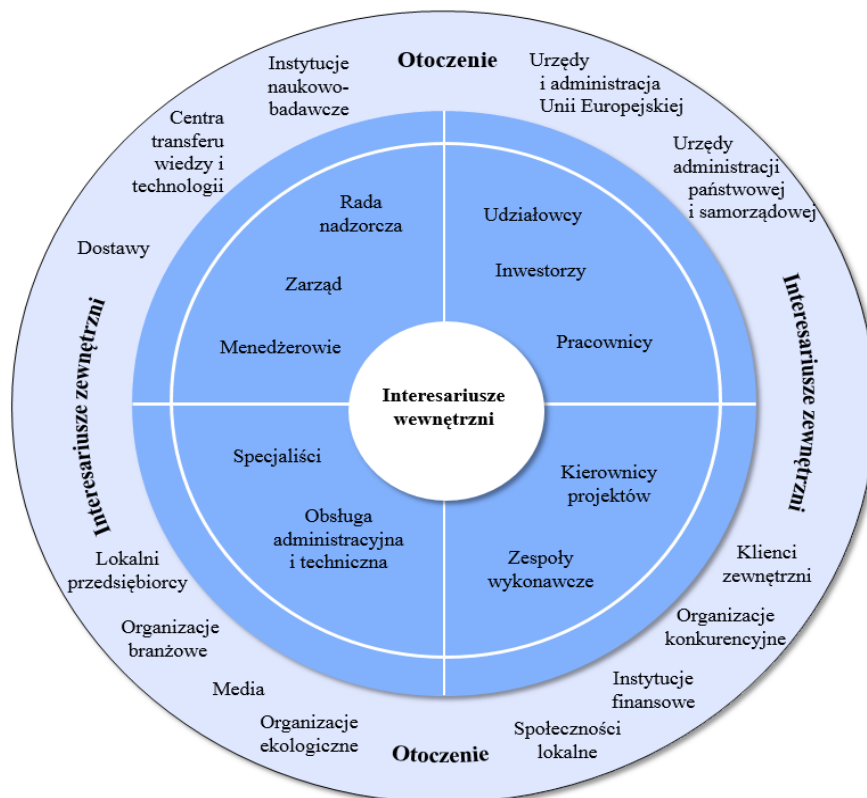 Otoczenie
Instytucje
naukowo-
badawcze
Urzędy
i administracja
Unii Europejskiej
Centra
transferu
wiedzy i
technologii
Urzędy
administracji
państwowej
i samorządowej
Dostawy
Interesariusze zewnętrzni
Interesariusze zewnętrzni
Rada
nadzorcza
Zarząd
Menedżerowie
Udziałowcy
Inwestorzy
Pracownicy
Interesariusze
wewnętrzni
Specjaliści
Obsługa
administracyjna
i techniczna
Kierownicy
projektów
Zespoły
wykonawcze
Lokalni
przedsiębiorcy
Organizacje
branżowe
Media
Organizacje
ekologiczne
Otoczenie
Społeczności
lokalne
Instytucje
finansowe
Organizacje
konkurencyjne
Klienci
zewnętrzni